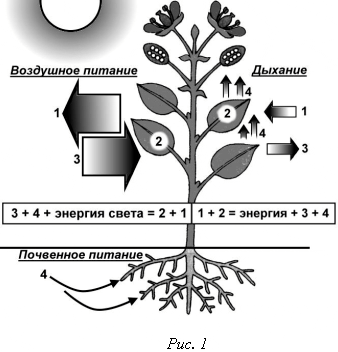 Воздушное питание
Дыхание
4
1
2
1
4
3
2
3
3 + 4 + энергия света = 2 + 1
1 + 2 = энергия + 3 + 4
Почвенное питание
4
Рис. 1